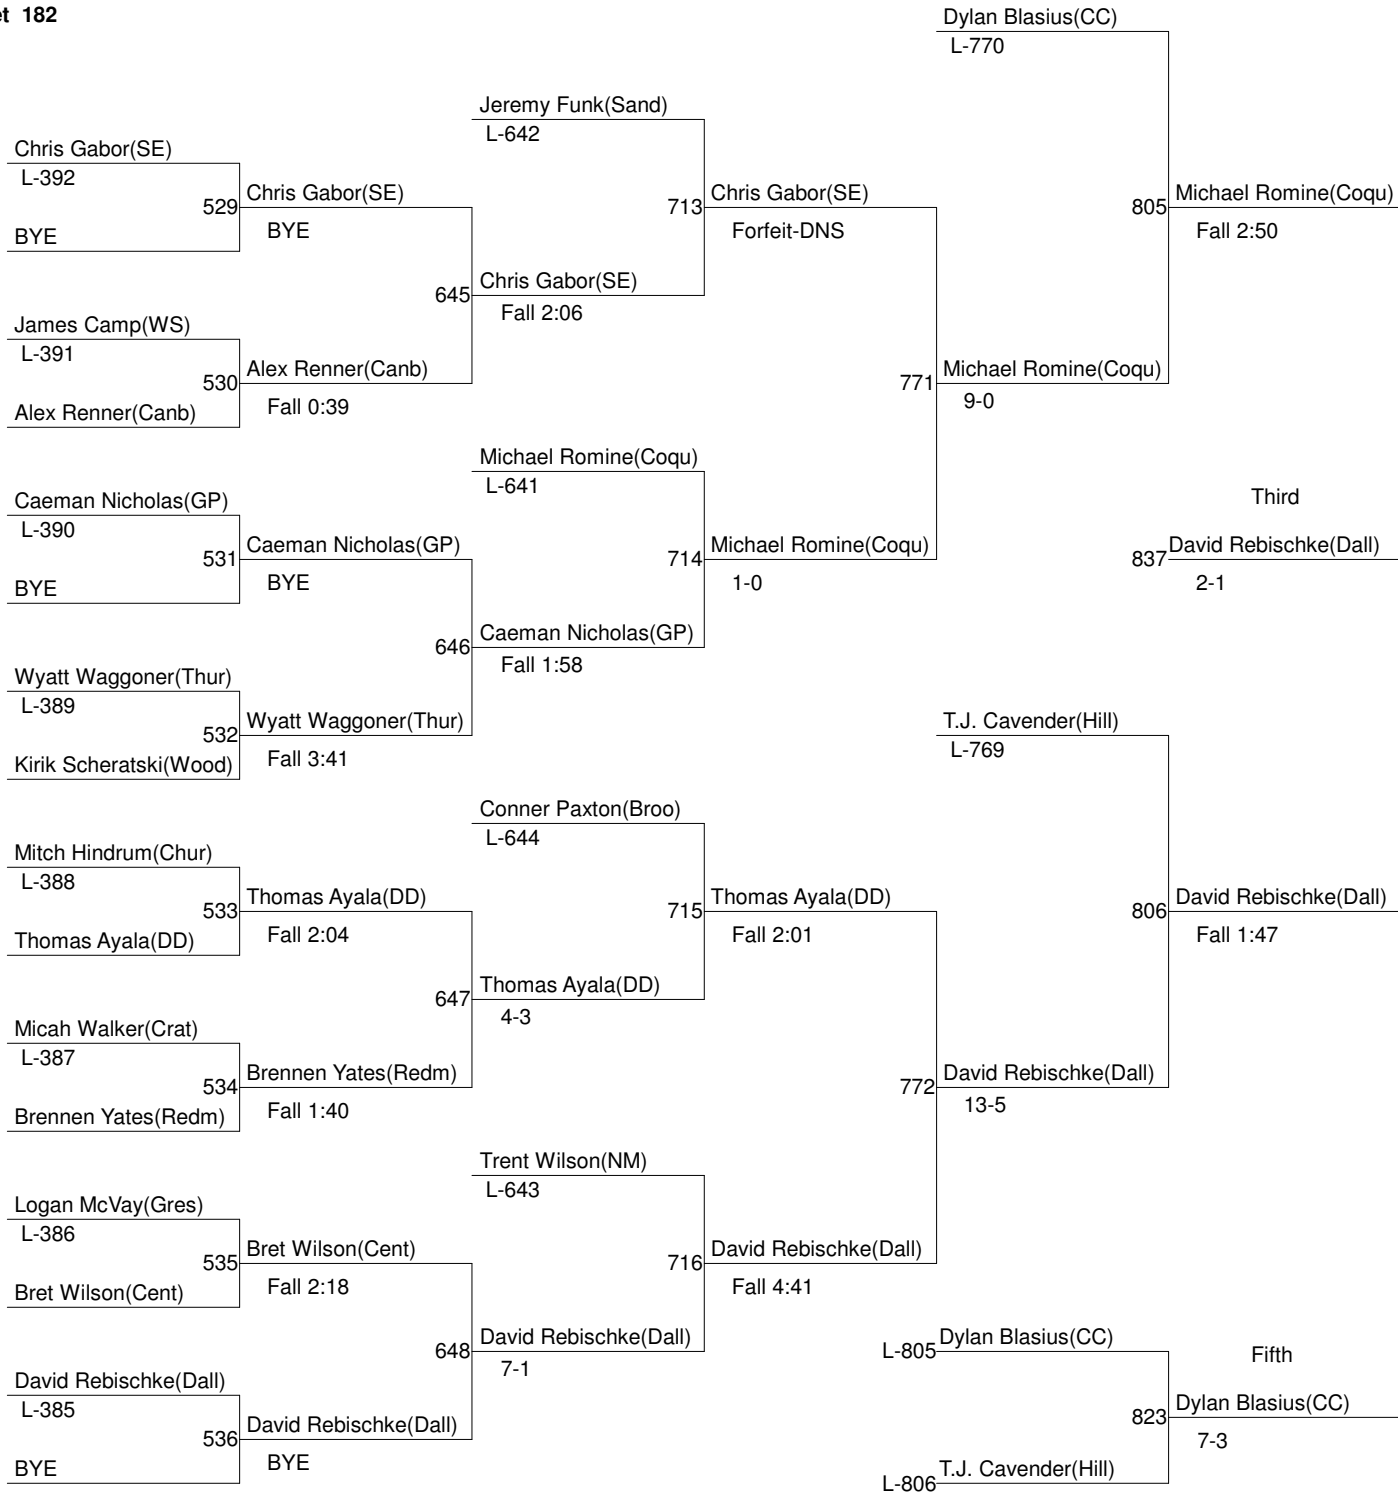 182
Dylan Blasius(CC)
L-770
Jeremy Funk(Sand)
L-642
Chris Gabor(SE)
L-392
529
Chris Gabor(SE)
BYE
BYE
713
Chris Gabor(SE)
Forfeit-DNS
805
Michael Romine(Coqu)
Fall 2:50
645
Chris Gabor(SE)
Fall 2:06
James Camp(WS)
L-391
530
Alex Renner(Canb)
Fall 0:39
Alex Renner(Canb)
771
Michael Romine(Coqu)
9-0
Michael Romine(Coqu)
L-641
Caeman Nicholas(GP)
L-390
531
Caeman Nicholas(GP)
BYE
BYE
714
Michael Romine(Coqu)
1-0
Third
837
David Rebischke(Dall)
2-1
646
Caeman Nicholas(GP)
Fall 1:58
Wyatt Waggoner(Thur)
L-389
532
Wyatt Waggoner(Thur)
Fall 3:41
Kirik Scheratski(Wood)
T.J. Cavender(Hill)
L-769
Conner Paxton(Broo)
L-644
Mitch Hindrum(Chur)
L-388
533
Thomas Ayala(DD)
Fall 2:04
Thomas Ayala(DD)
715
Thomas Ayala(DD)
Fall 2:01
806
David Rebischke(Dall)
Fall 1:47
647
Thomas Ayala(DD)
4-3
Micah Walker(Crat)
L-387
534
Brennen Yates(Redm)
Fall 1:40
Brennen Yates(Redm)
772
David Rebischke(Dall)
13-5
Trent Wilson(NM)
L-643
Logan McVay(Gres)
L-386
535
Bret Wilson(Cent)
Fall 2:18
Bret Wilson(Cent)
716
David Rebischke(Dall)
Fall 4:41
648
David Rebischke(Dall)
7-1
L-805
Dylan Blasius(CC)
Fifth
David Rebischke(Dall)
L-385
536
David Rebischke(Dall)
BYE
BYE
823
Dylan Blasius(CC)
7-3
L-806
T.J. Cavender(Hill)